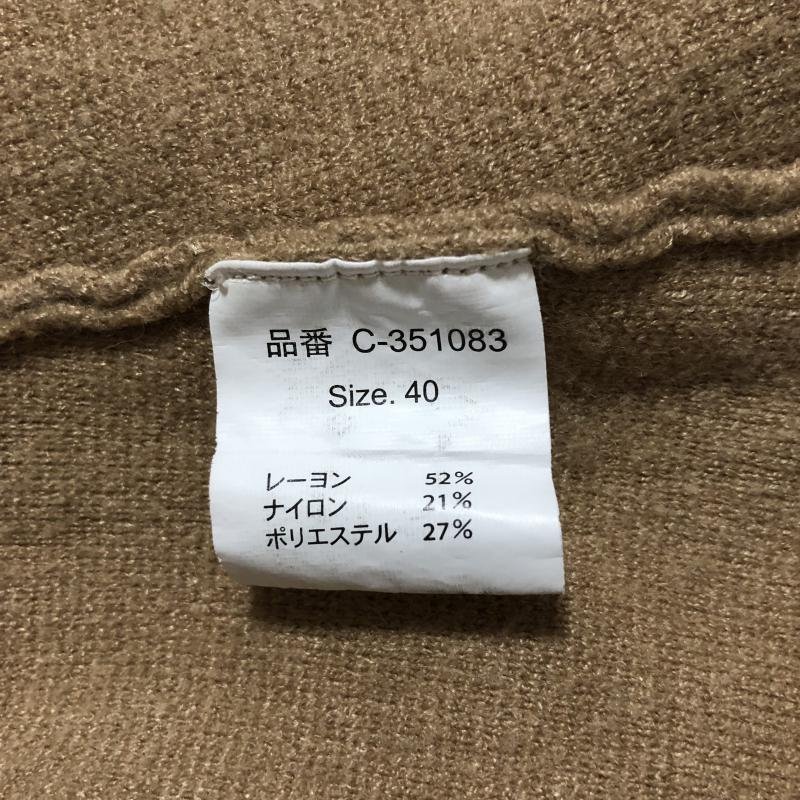 品番 C-351083
Size. 40
レーヨン 52%
ナイロン 21%
ポリエステル 27%